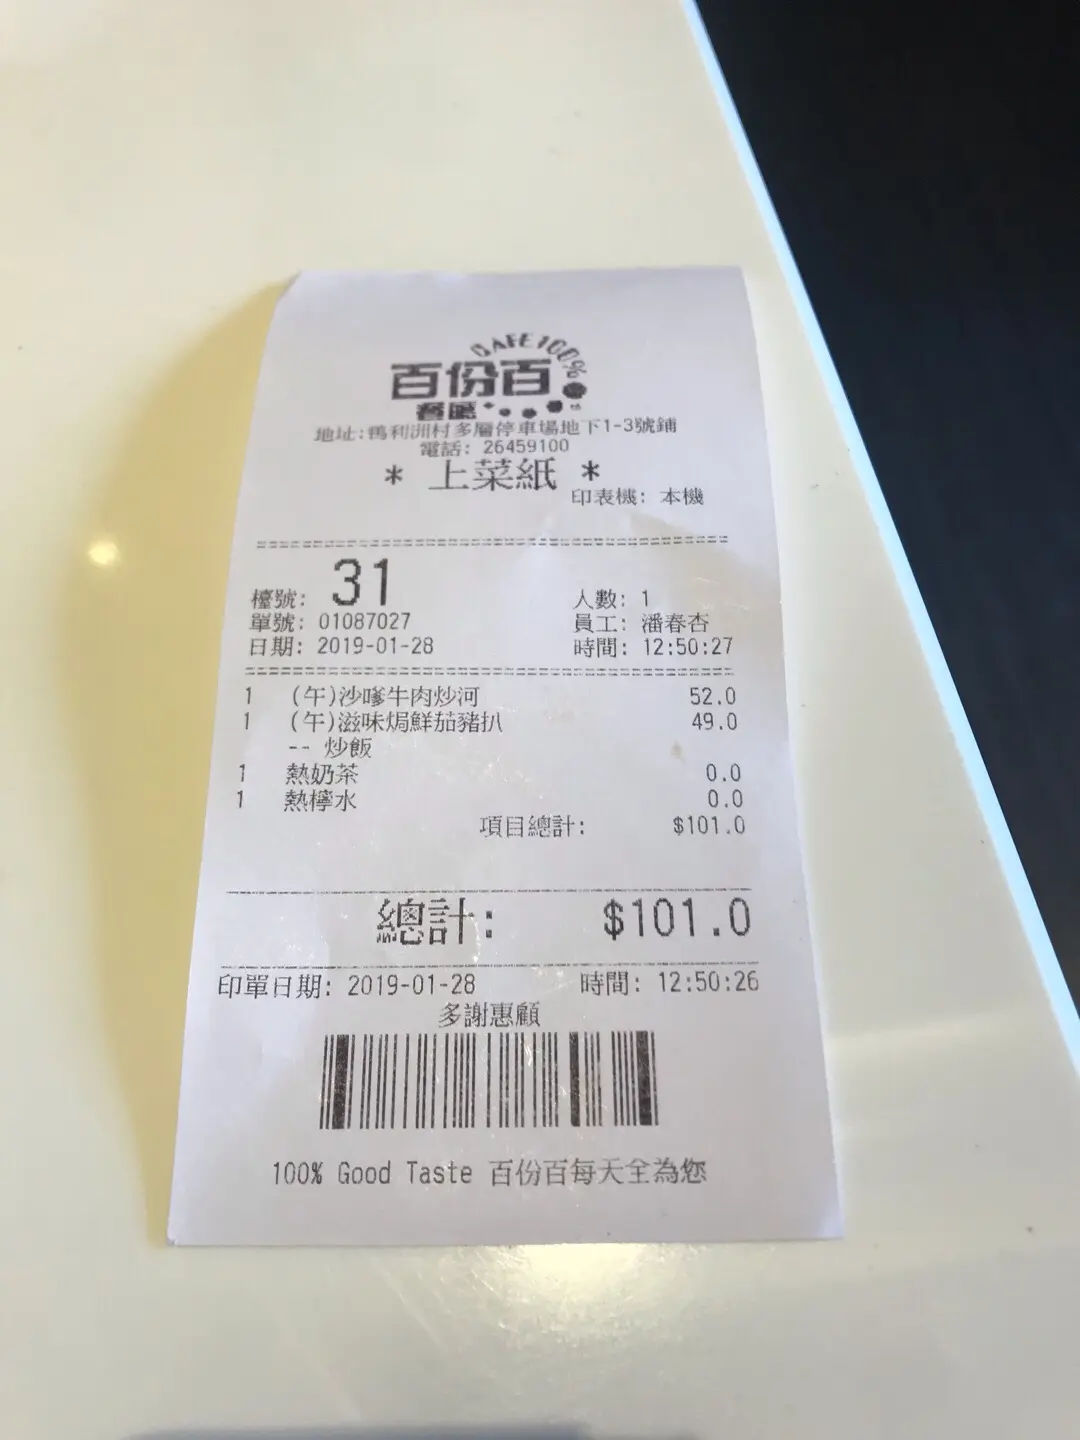 CAFE 100%
百份百
餐廳
地址:鴨利洲村多層停車場地下1-3號鋪
電話: 26459100
* 上菜紙 *
印表機: 本機
檯號: 31 人數: 1
單號: 01087027 員工: 潘春杏
日期: 2019-01-28 時間: 12:50:27
1 (午)沙嗲牛肉炒河 52.0
1 (午)滋味焗鮮茄豬扒 49.0
-- 炒飯
1 熱奶茶 0.0
1 熱檸水 0.0
項目總計: $101.0
總計: $101.0
印單日期: 2019-01-28 時間: 12:50:26
多謝惠顧
100% Good Taste 百份百每天全為您